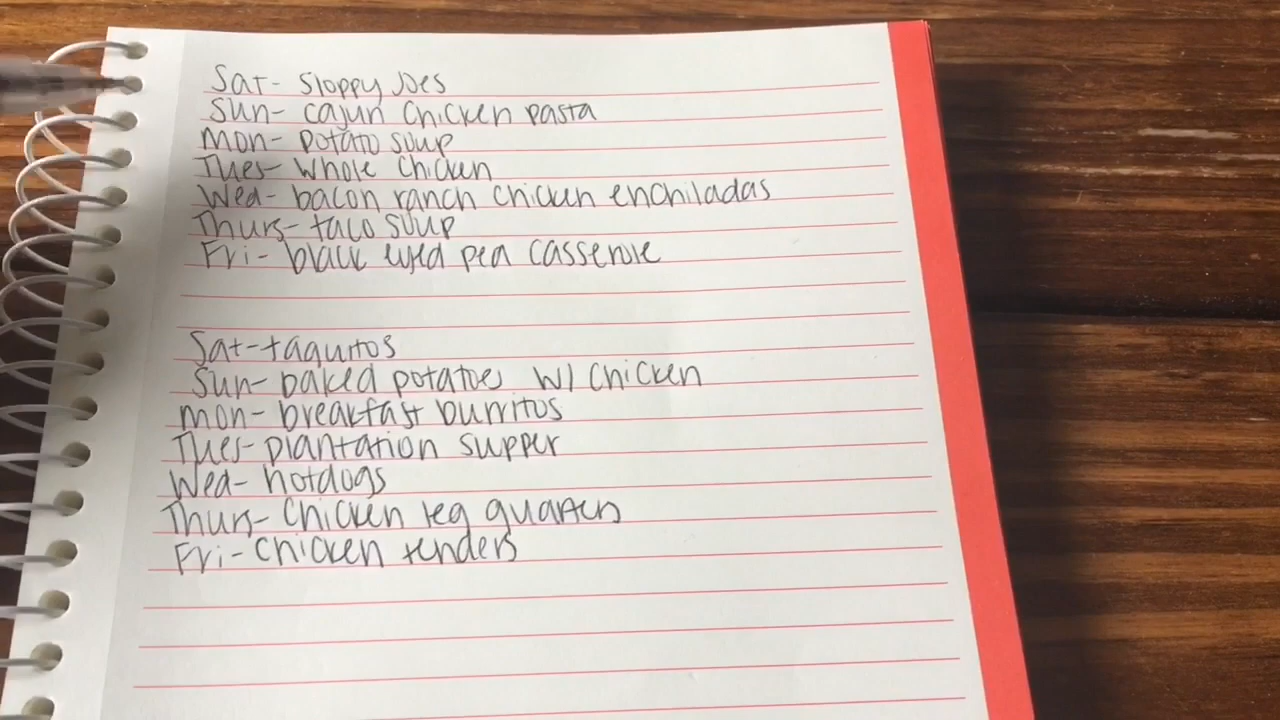 Sat- sloppy joes
Sun- cajun chicken pasta
Mon- potato soup
Tues- whole chicken
Wed- bacon ranch chicken enchiladas
Thurs- taco soup
Fri- black eyed pea casserole
Sat- taquitos
Sun- baked potatoes w/ chicken
Mon- breakfast burritos
Tues- plantation supper
Wed- hotdogs
Thurs- chicken leg quarters
Fri- chicken tenders